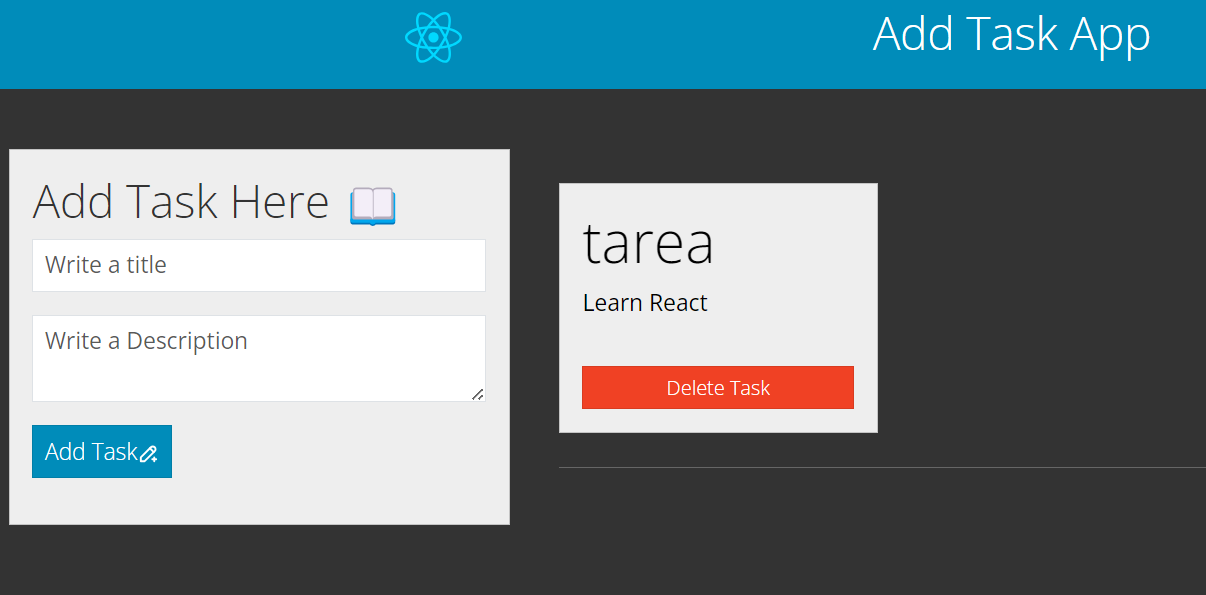 Add Task App
Add Task Here
Write a title
Write a Description
Add Task
tarea
Learn React
Delete Task